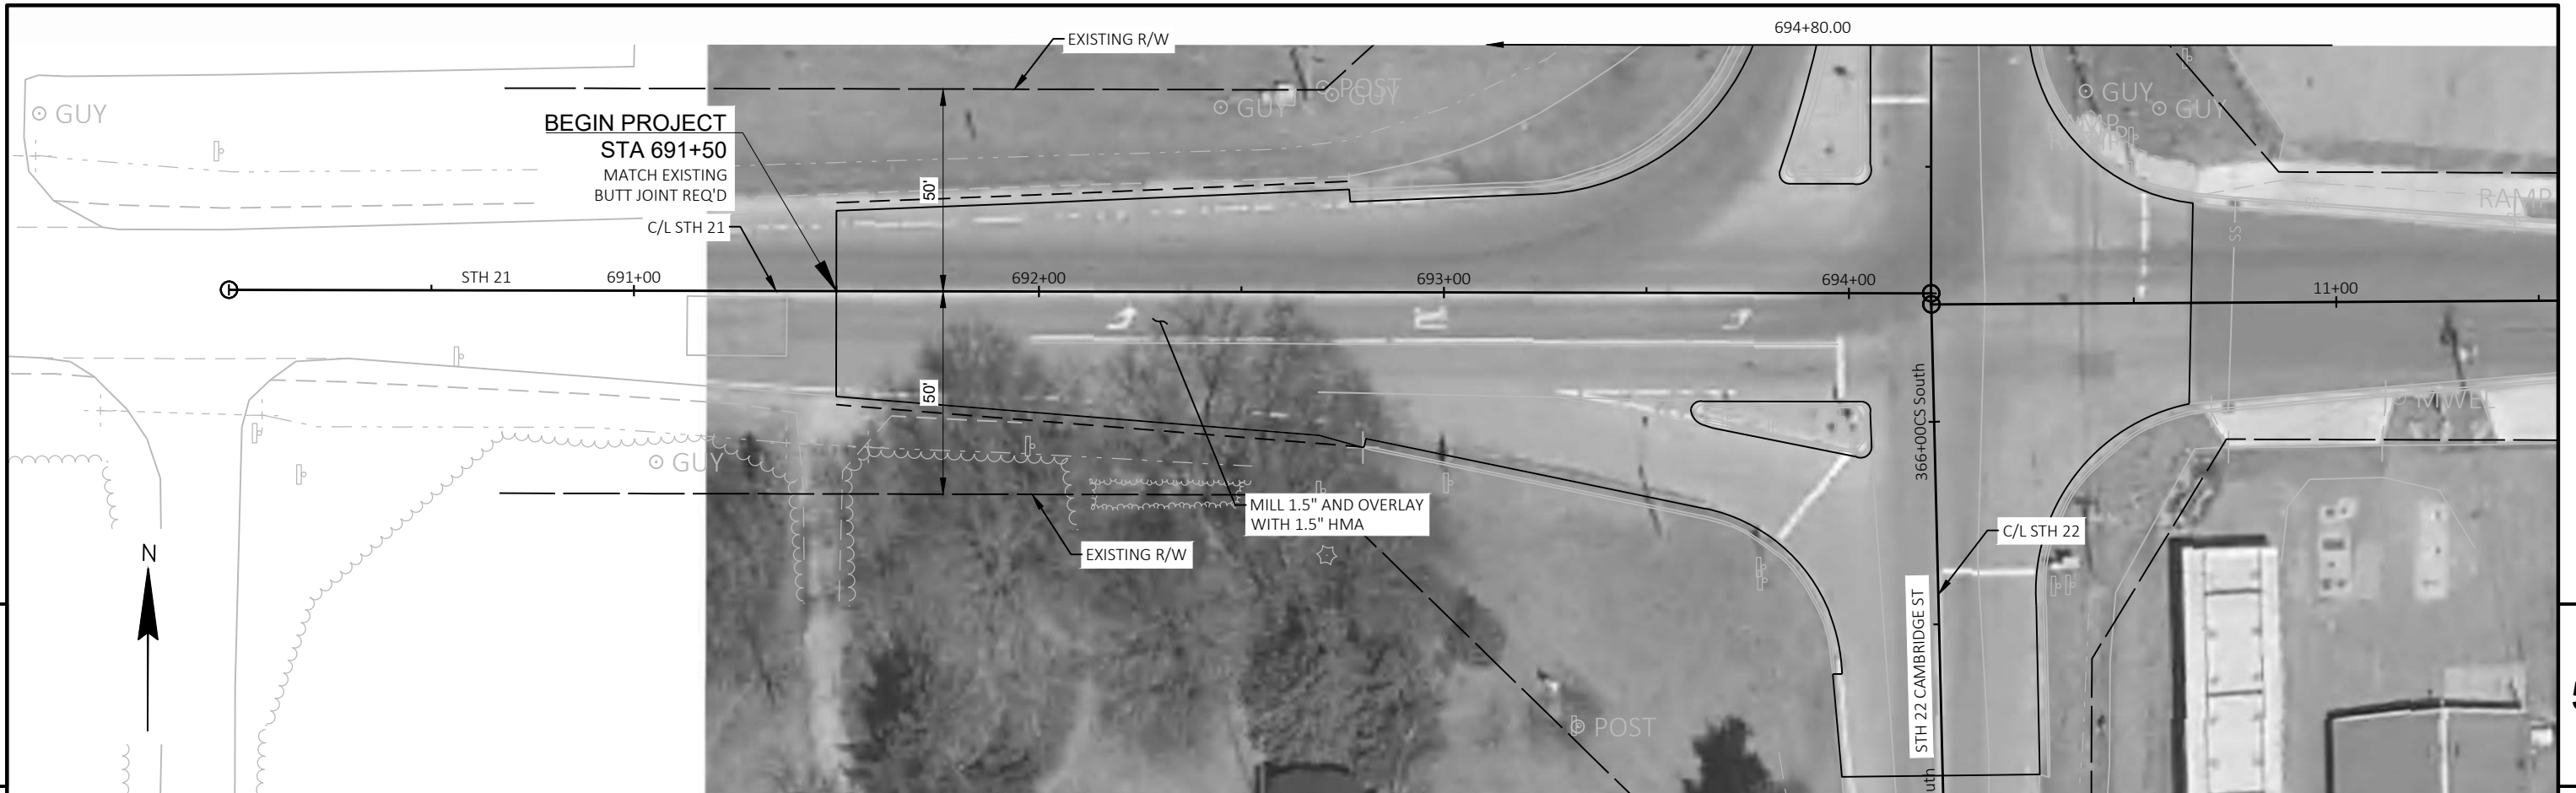 694+80.00
EXISTING R/W
POST
GUY
GUY
GUY
GUY
GUY
BEGIN PROJECT
STA 691+50
MATCH EXISTING
BUTT JOINT REQ'D
50'
RAMP
C/L STH 21
SS
SS
STH 21
691+00
692+00
693+00
694+00
11+00
50'
MWEL
366+00CS South
GUY
MILL 1.5" AND OVERLAY
WITH 1.5" HMA
C/L STH 22
EXISTING R/W
N
STH 22 CAMBRIDGE ST
POST